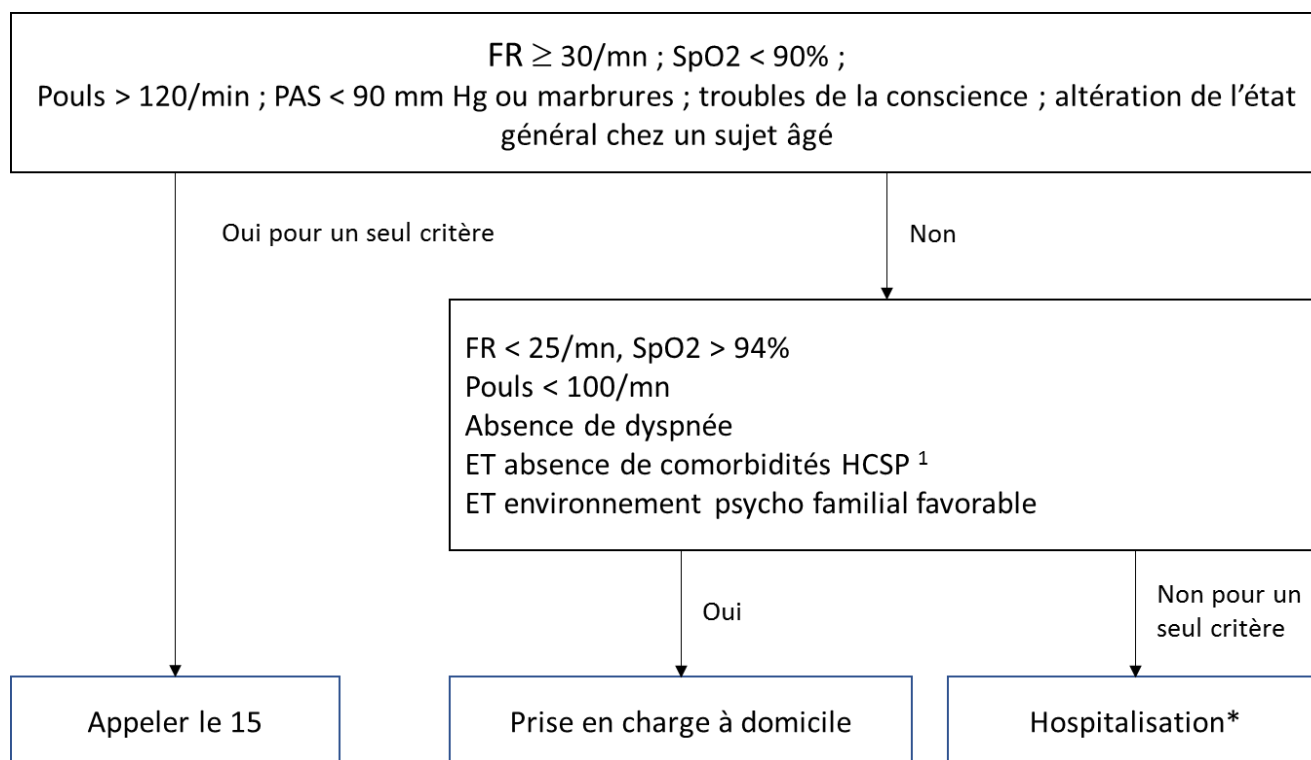 FR ≥ 30/mn ; SpO2 < 90% ;
Pouls > 120/min ; PAS < 90 mm Hg ou marbrures ; troubles de la conscience ; altération de l’état
général chez un sujet âgé
Oui pour un seul critère
Non
FR < 25/mn, SpO2 > 94%
Pouls < 100/mn
Absence de dyspnée
ET absence de comorbidités HCSP ¹
ET environnement psycho familial favorable
Oui
Non pour un
seul critère
Appeler le 15
Prise en charge à domicile
Hospitalisation*